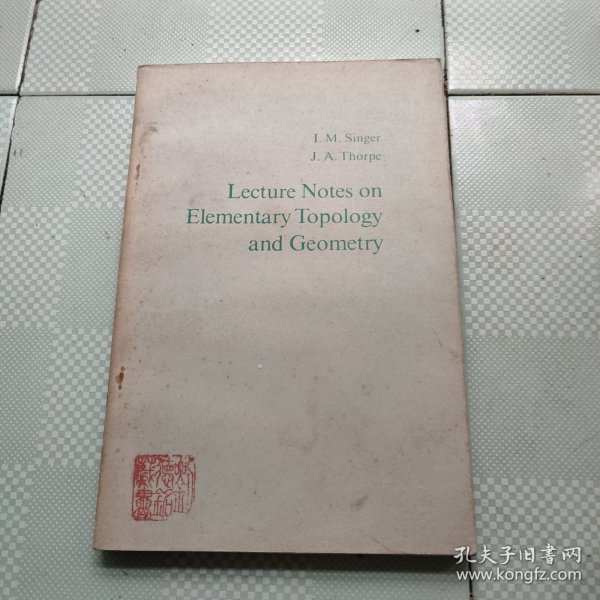 I. M. Singer
J. A. Thorpe
Lecture Notes on
Elementary Topology
and Geometry
孔夫子旧书网
www.kongfz.com